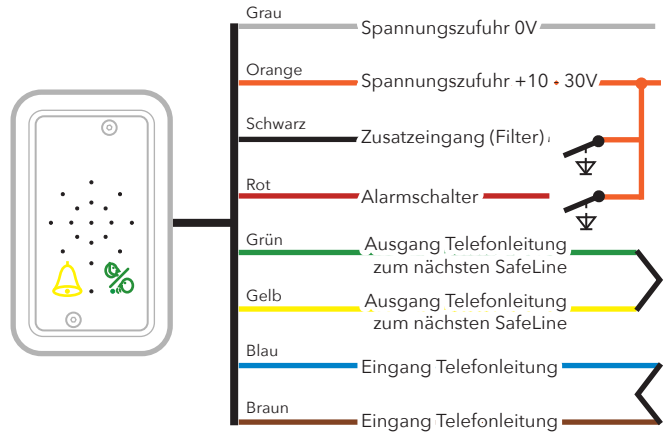 Grau
Spannungszufuhr 0V
Orange
Spannungszufuhr +10 - 30V
Schwarz
Zusatzeingang (Filter)
Rot
Alarmschalter
Grün
Ausgang Telefonleitung
zum nächsten SafeLine
Gelb
Ausgang Telefonleitung
zum nächsten SafeLine
Blau
Eingang Telefonleitung
Braun
Eingang Telefonleitung